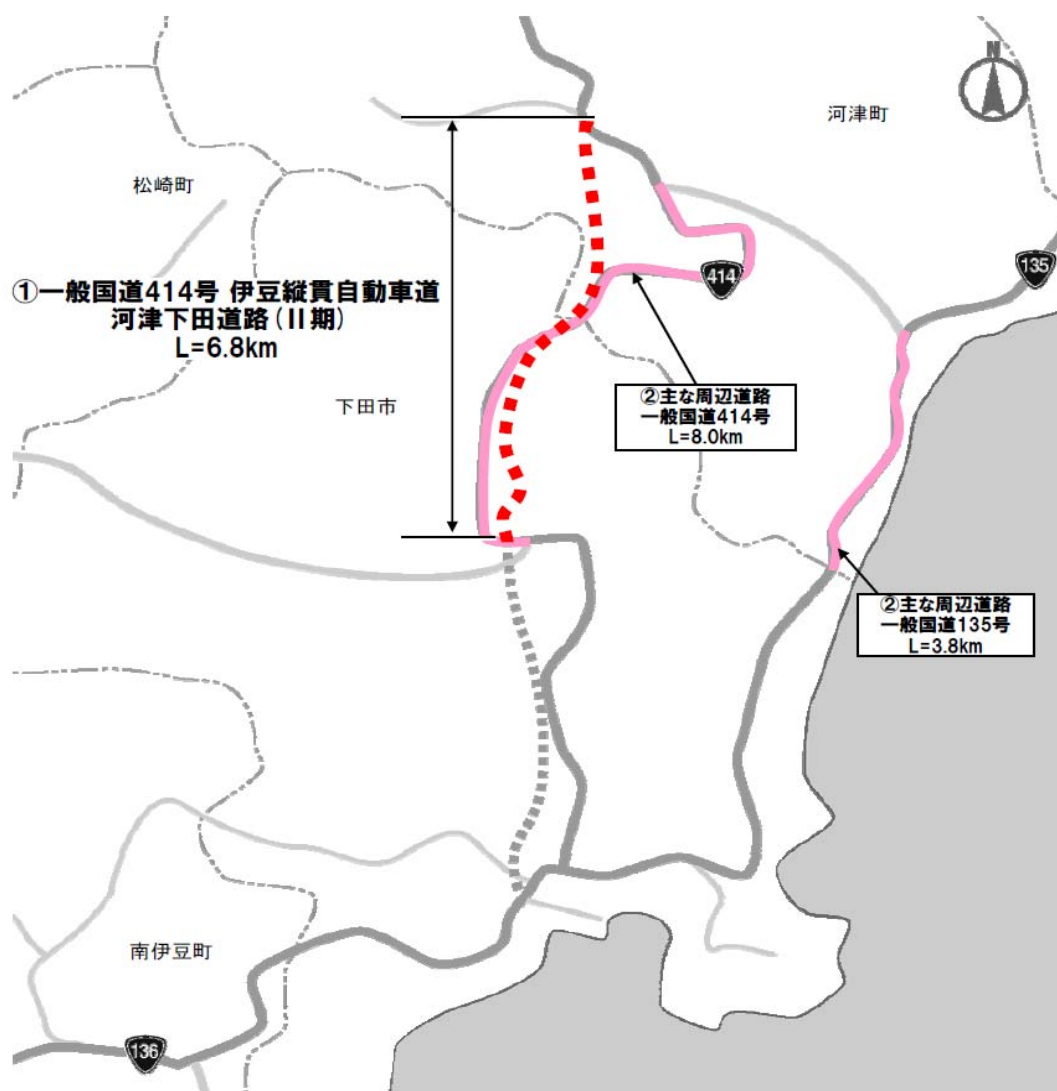 N
河津町
松崎町
①一般国道414号 伊豆縦貫自動車道
河津下田道路(Ⅱ期)
L=6.8km
414
135
下田市
②主な周辺道路
一般国道414号
L=8.0km
②主な周辺道路
一般国道135号
L=3.8km
南伊豆町
136